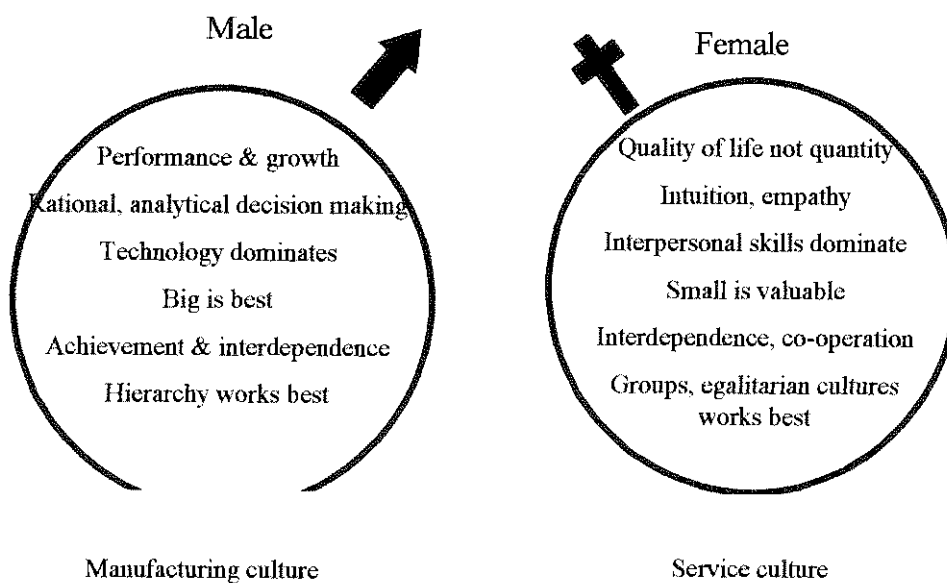 Male
Performance & growth
Rational, analytical decision making
Technology dominates
Big is best
Achievement & interdependence
Hierarchy works best
Manufacturing culture
Female
Quality of life not quantity
Intuition, empathy
Interpersonal skills dominate
Small is valuable
Interdependence, co-operation
Groups, egalitarian cultures
works best
Service culture